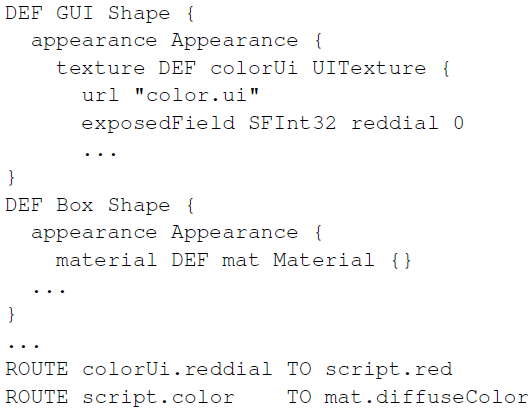 DEF GUI Shape {
  appearance Appearance {
    texture DEF colorUi UITexture {
      url "color.ui"
      exposedField SFInt32 reddial 0
      ...
}
DEF Box Shape {
  appearance Appearance {
    material DEF mat Material {}
  ...
}
...
ROUTE colorUi.reddial TO script.red
ROUTE script.color    TO mat.diffuseColor